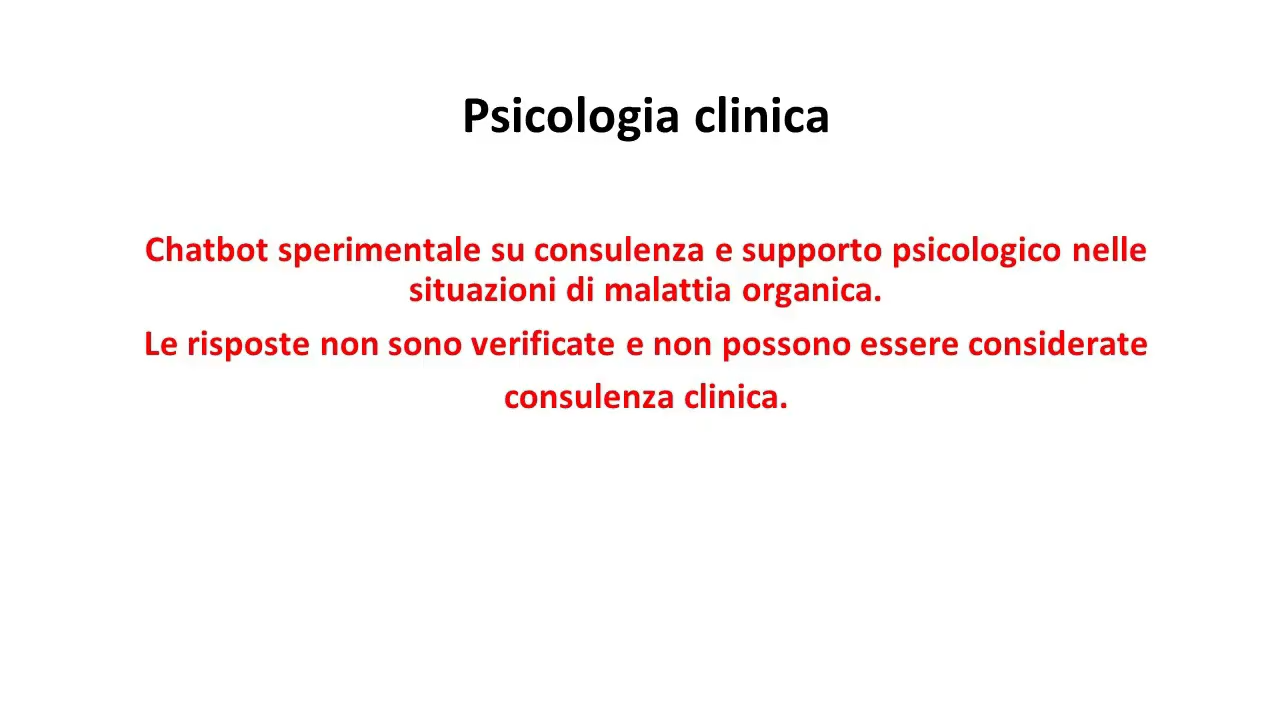 Psicologia clinica
Chatbot sperimentale su consulenza e supporto psicologico nelle
situazioni di malattia organica.
Le risposte non sono verificate e non possono essere considerate
consulenza clinica.